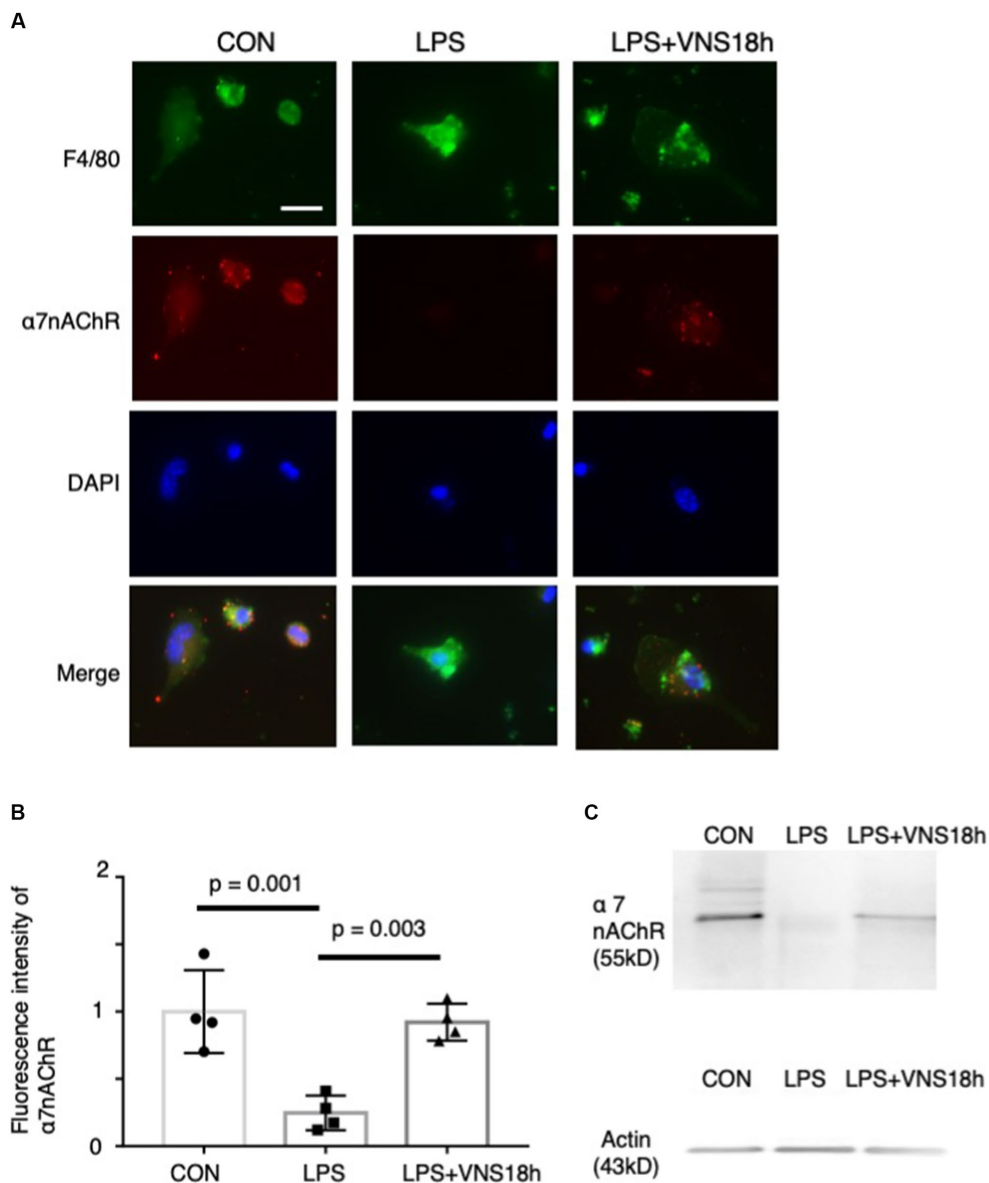 A
CON LPS LPS+VNS18h
F4/80
α7nAChR
DAPI
Merge
B
Fluorescence intensity of
α7nAChR
2
1
0
p = 0.001
p = 0.003
CON LPS LPS+VNS18h
C
CON LPS LPS+VNS18h
α 7
nAChR
(55kD)
CON LPS LPS+VNS18h
Actin
(43kD)